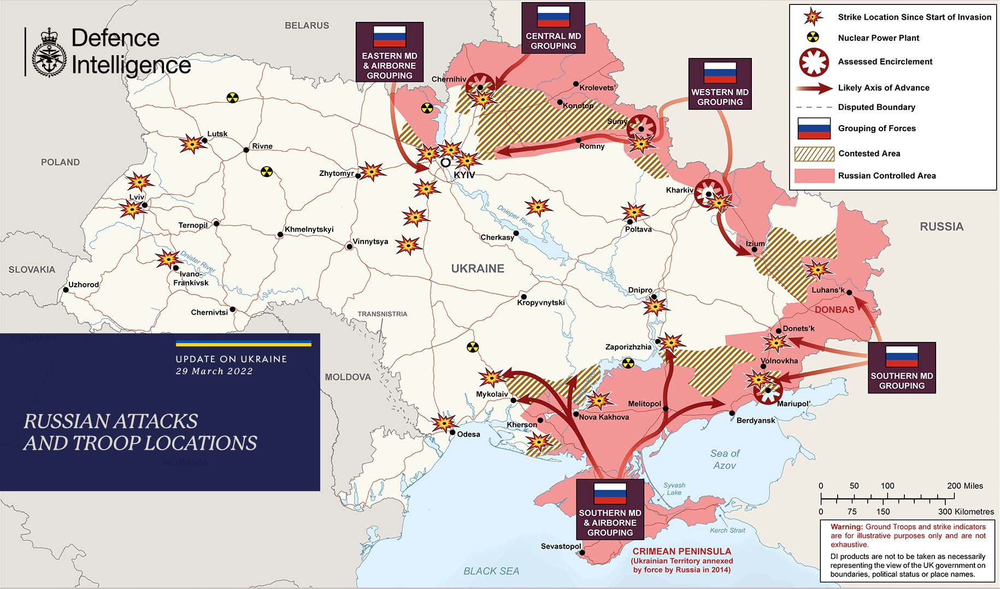 Defence
Intelligence
BELARUS
EASTERN MD
& AIRBORNE
GROUPING
CENTRAL MD
GROUPING
WESTERN MD
GROUPING
Strike Location Since Start of Invasion
Nuclear Power Plant
Assessed Encirclement
Likely Axis of Advance
Disputed Boundary
Grouping of Forces
Contested Area
Russian Controlled Area
Chernihiv
Krolevets'
Konotop
Sumy
Romny
Lutsk
Rivne
POLAND
Zhytomyr
KYIV
Kharkiv
Lviv
Ternopil
Khmelnytskyi
Vinnytsya
Dnieper River
Cherkasy
Poltava
Izium
RUSSIA
SLOVAKIA
Dnister River
Ivano-
Frankivsk
Uzhorod
Chernivtsi
UKRAINE
Kropyvnytski
Dnipro
Luhans'k
DONBAS
Donets'k
TRANSNISTRIA
HUNGARY
Zaporizhzhia
Volnovkha
SOUTHERN MD
GROUPING
MOLDOVA
UPDATE ON UKRAINE
29 March 2022
RUSSIAN ATTACKS
AND TROOP LOCATIONS
ROMANIA
Mykolaiv
Dnieper River
Nova Kakhova
Melitopol
Mariupol'
Berdyansk
Kherson
Odesa
Sea of
Azov
Syvash
Lake
SOUTHERN MD
& AIRBORNE
GROUPING
Kerch Strait
Sevastopol
CRIMEAN PENINSULA
(Ukrainian Territory annexed
by force by Russia in 2014)
BLACK SEA
0 50 100 200 Miles
0 75 150 300 Kilometres
Warning: Ground Troops and strike indicators
are for illustrative purposes only and are not
exhaustive.
DI products are not to be taken as necessarily
representing the view of the UK government on
boundaries, political status or place names.